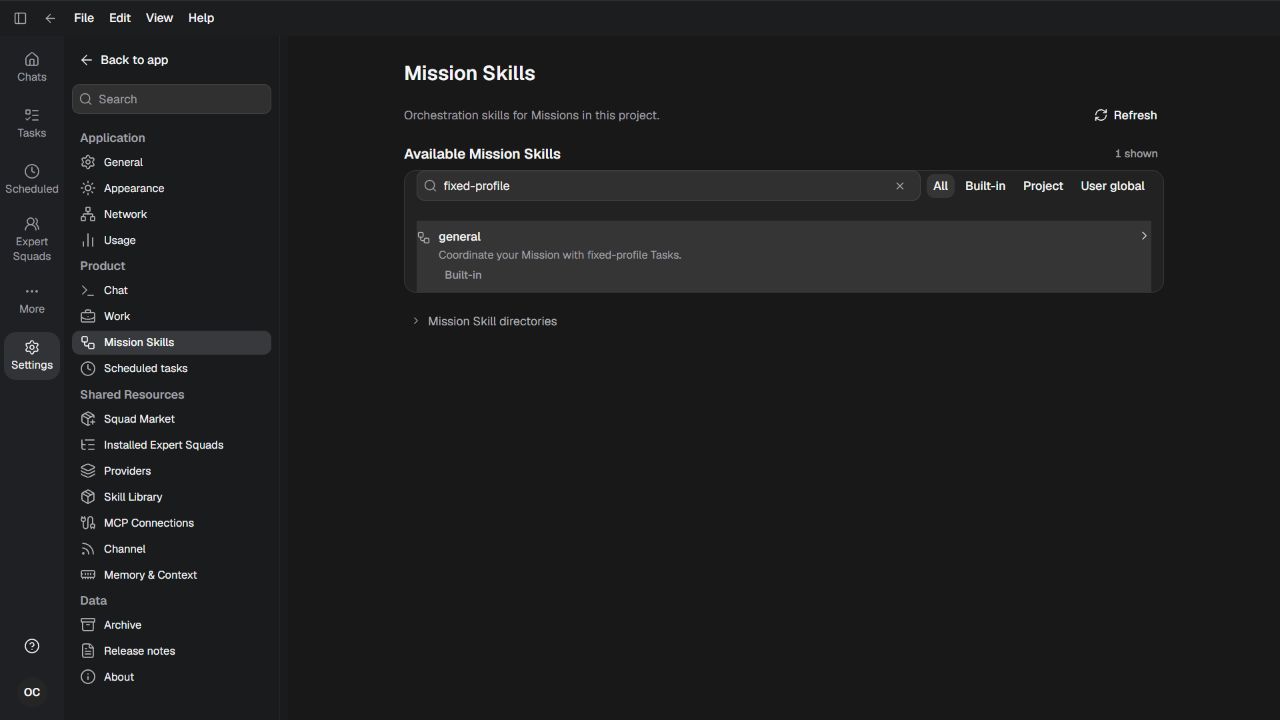 File Edit View Help
Chats
Tasks
Scheduled
Expert
Squads
More
Settings
OC
Back to app
Search
Application
General
Appearance
Network
Usage
Product
Chat
Work
Mission Skills
Scheduled tasks
Shared Resources
Squad Market
Installed Expert Squads
Providers
Skill Library
MCP Connections
Channel
Memory & Context
Data
Archive
Release notes
About
Mission Skills
Orchestration skills for Missions in this project.
Refresh
Available Mission Skills
1 shown
fixed-profile
All Built-in Project User global
general
Coordinate your Mission with fixed-profile Tasks.
Built-in
Mission Skill directories